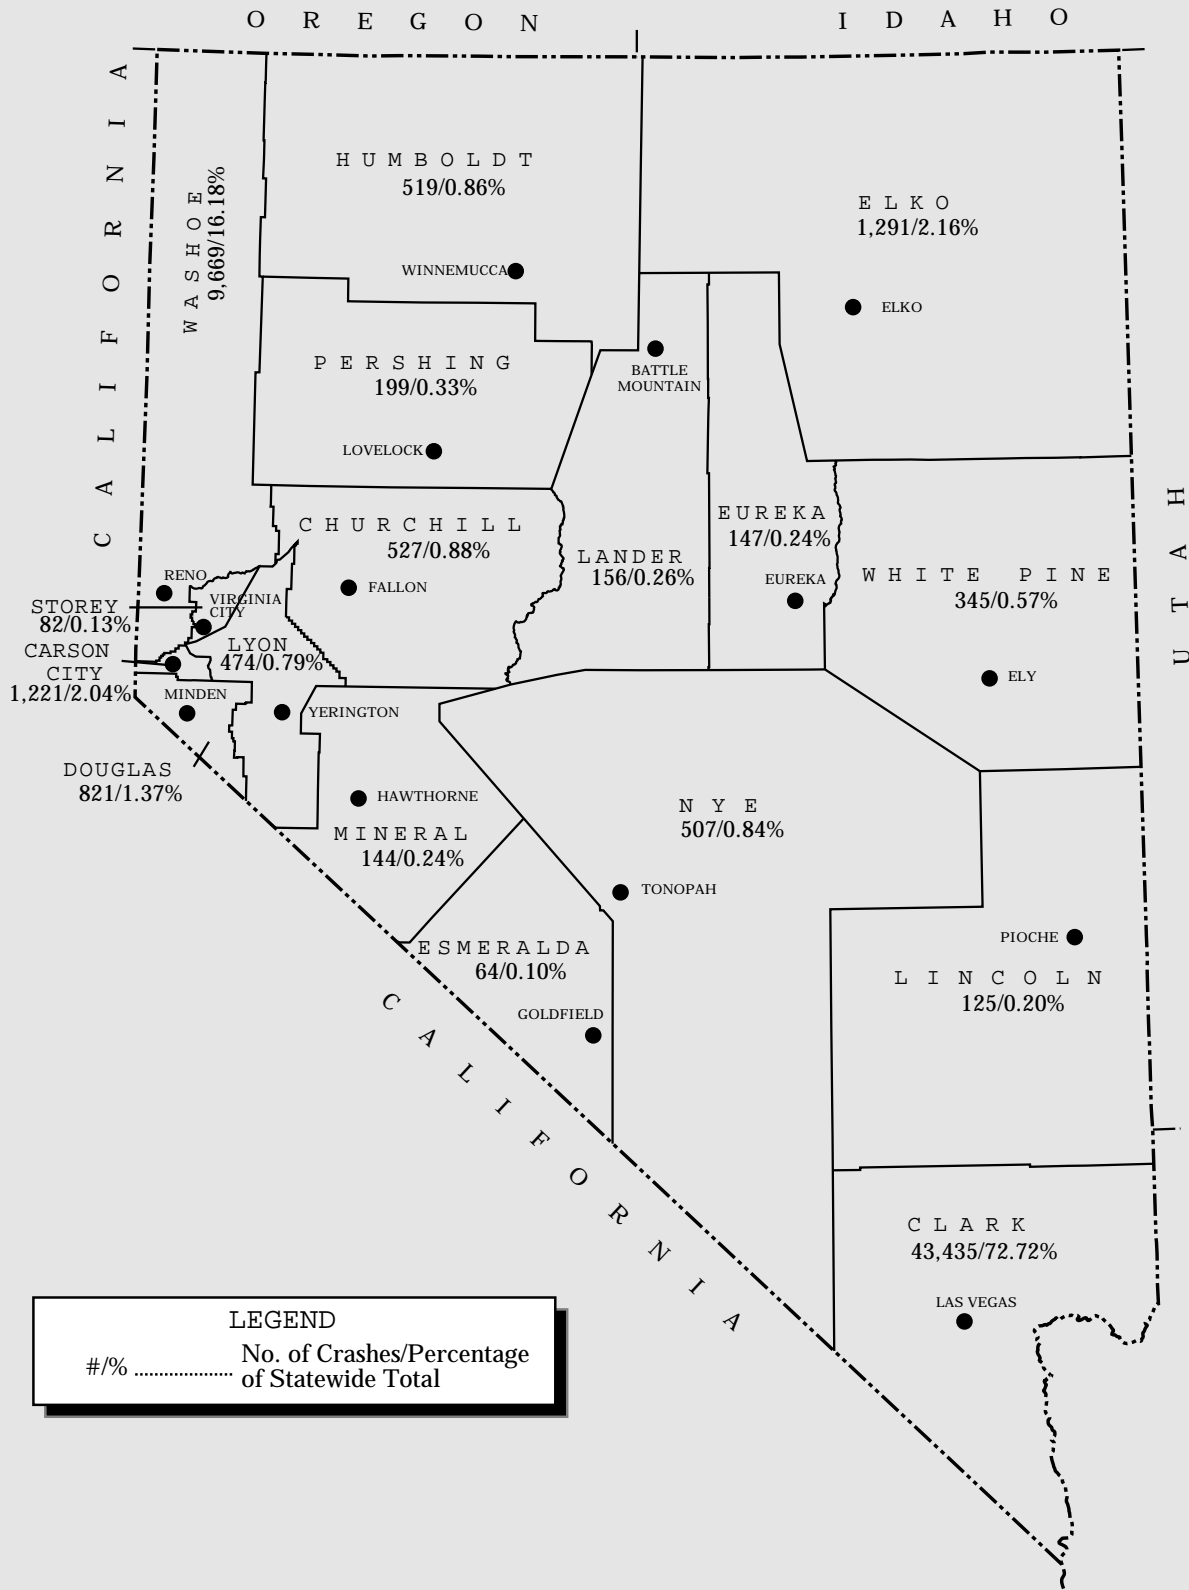 OREGON
IDAHO
CALIFORNIA
HUMBOLDT
519/0.86%
WASHOE
9,669/16.18%
ELKO
1,291/2.16%
WINNEMUCCA
ELKO
PERSHING
199/0.33%
BATTLE
MOUNTAIN
LOVELOCK
UTAH
CHURCHILL
527/0.88%
EUREKA
147/0.24%
LANDER
156/0.26%
RENO
FALLON
EUREKA
WHITE PINE
345/0.57%
STOREY
82/0.13%
VIRGINIA
CITY
LYON
474/0.79%
CARSON
CITY
1,221/2.04%
ELY
MINDEN
YERINGTON
DOUGLAS
821/1.37%
HAWTHORNE
NYE
507/0.84%
MINERAL
144/0.24%
TONOPAH
PIOCHE
ESMERALDA
64/0.10%
LINCOLN
125/0.20%
GOLDFIELD
CALIFORNIA
CLARK
43,435/72.72%
LAS VEGAS
LEGEND
#/% .................. No. of Crashes/Percentage
of Statewide Total